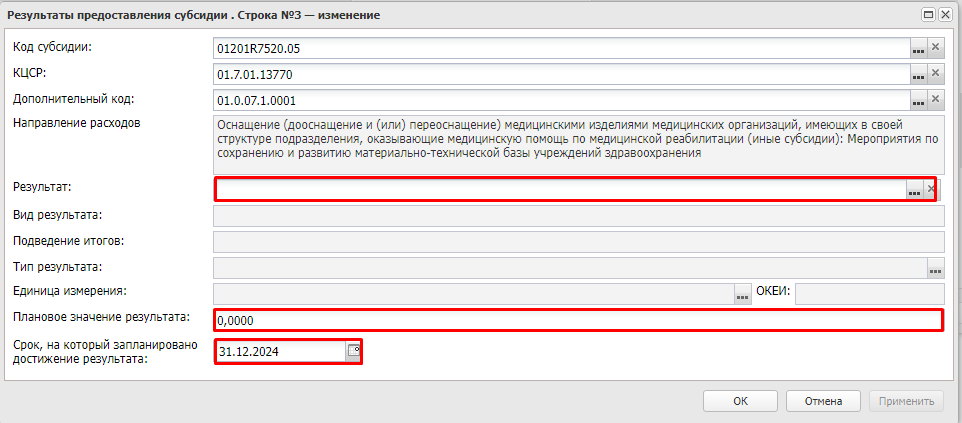 Результаты предоставления субсидии . Строка №3 — изменение
Код субсидии: 01201R7520.05 ...
КЦСР: 01.7.01.13770 ...
Дополнительный код: 01.0.07.1.0001 ...
Направление расходов
Оснащение (дооснащение и (или) переоснащение) медицинскими изделиями медицинских организаций, имеющих в своей
структуре подразделения, оказывающие медицинскую помощь по медицинской реабилитации (иные субсидии): Мероприятия по
сохранению и развитию материально-технической базы учреждений здравоохранения
Результат: ...
Вид результата:
Подведение итогов:
Тип результата: ...
Единица измерения: ... ОКЕИ:
Плановое значение результата: 0,0000
Срок, на который запланировано
достижение результата: 31.12.2024
ОК Отмена Применить